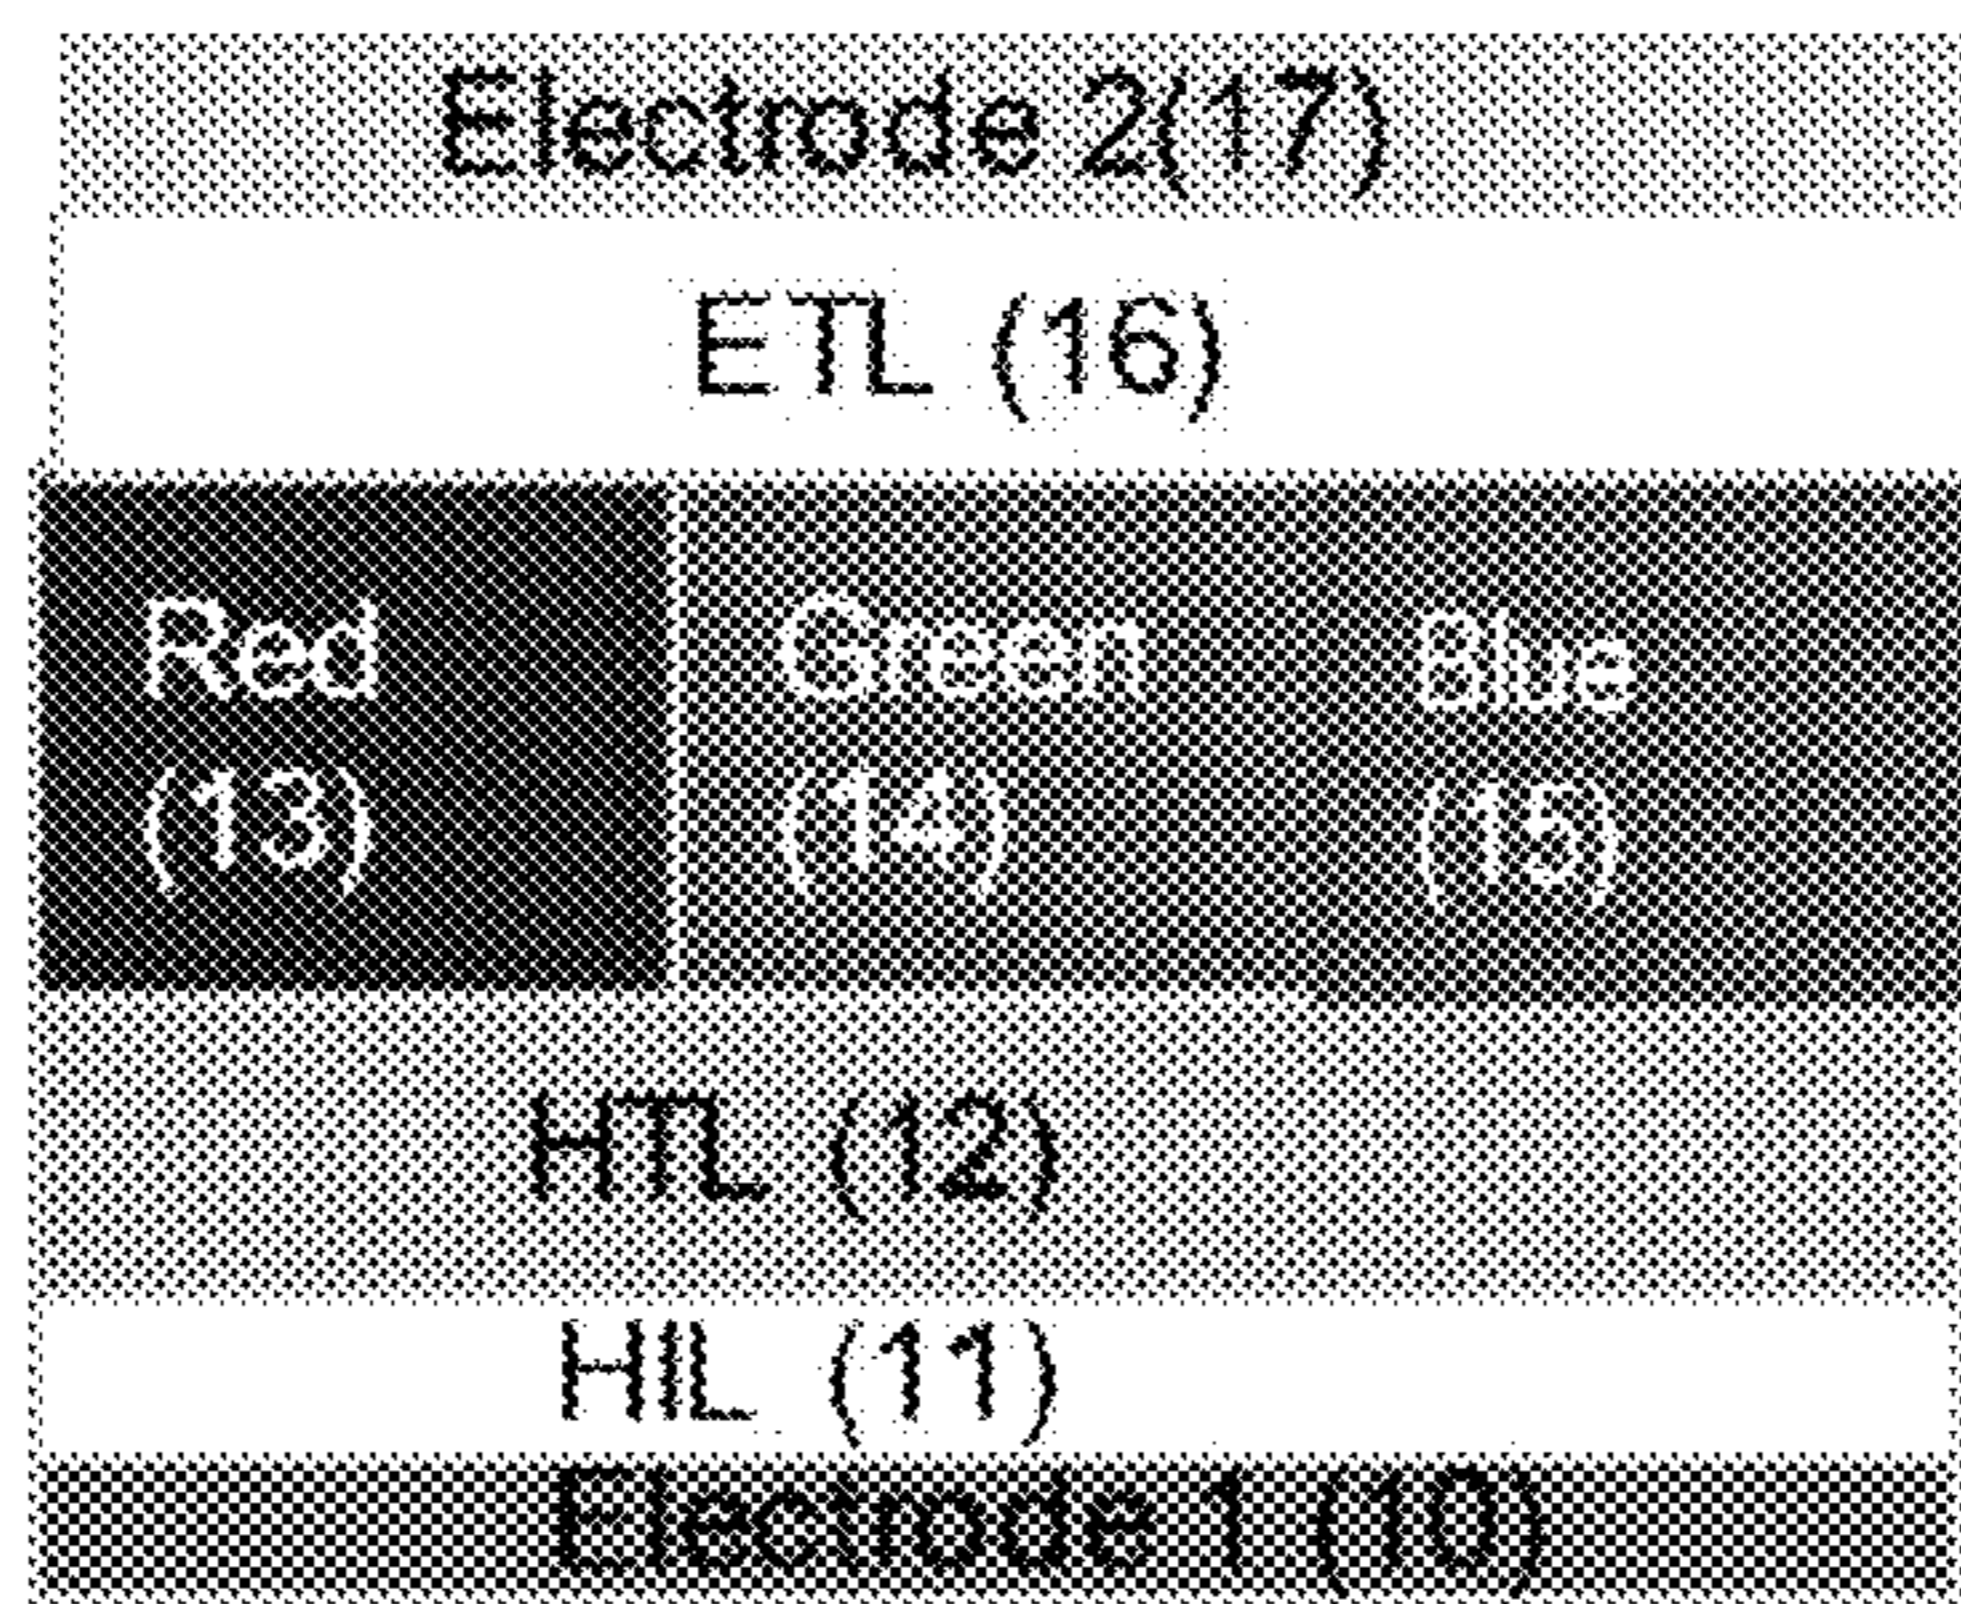 Electrode 2(17)
ETL (16)
Red
(13)
Green
(14)
Blue
(15)
HTL (12)
HIL (11)
Electrode 1 (10)